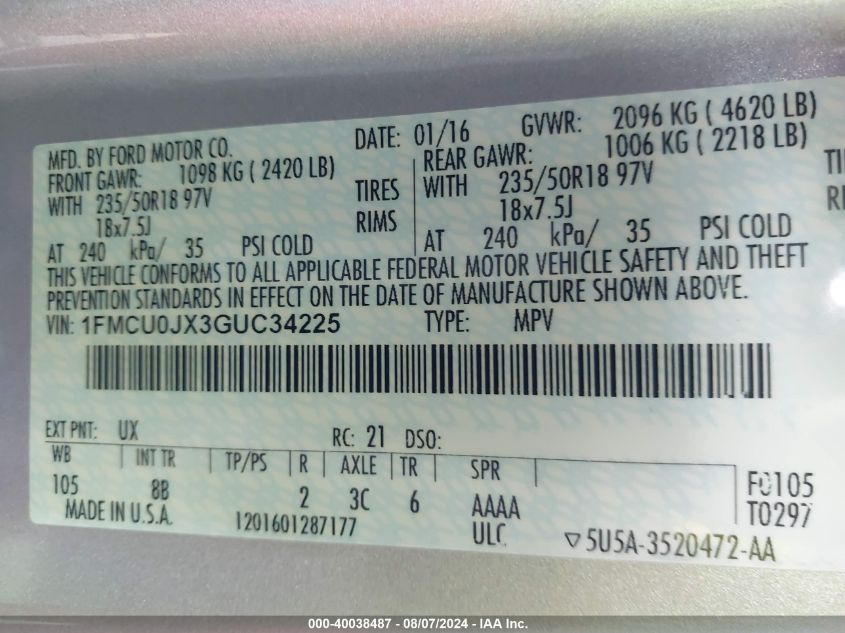 MFD. BY FORD MOTOR CO. DATE: 01/16 GVWR: 2096 KG ( 4620 LB)
FRONT GAWR: 1098 KG ( 2420 LB) REAR GAWR: 1006 KG ( 2218 LB)
WITH 235/50R18 97V TIRES WITH 235/50R18 97V
18x7.5J RIMS 18x7.5J
AT 240 kPa/ 35 PSI COLD AT 240 kPa/ 35 PSI COLD
THIS VEHICLE CONFORMS TO ALL APPLICABLE FEDERAL MOTOR VEHICLE SAFETY AND THEFT
PREVENTION STANDARDS IN EFFECT ON THE DATE OF MANUFACTURE SHOWN ABOVE.
VIN: 1FMCU0JX3GUC34225 TYPE: MPV
EXT PNT: UX RC: 21 DSO:
WB INT TR TP/PS R AXLE TR SPR
105 8B 2 3C 6 AAAA F0105
MADE IN U.S.A. 1201601287177 ULC T0297
▽5U5A-3520472-AA
000-40038487 - 08/07/2024 - IAA Inc.